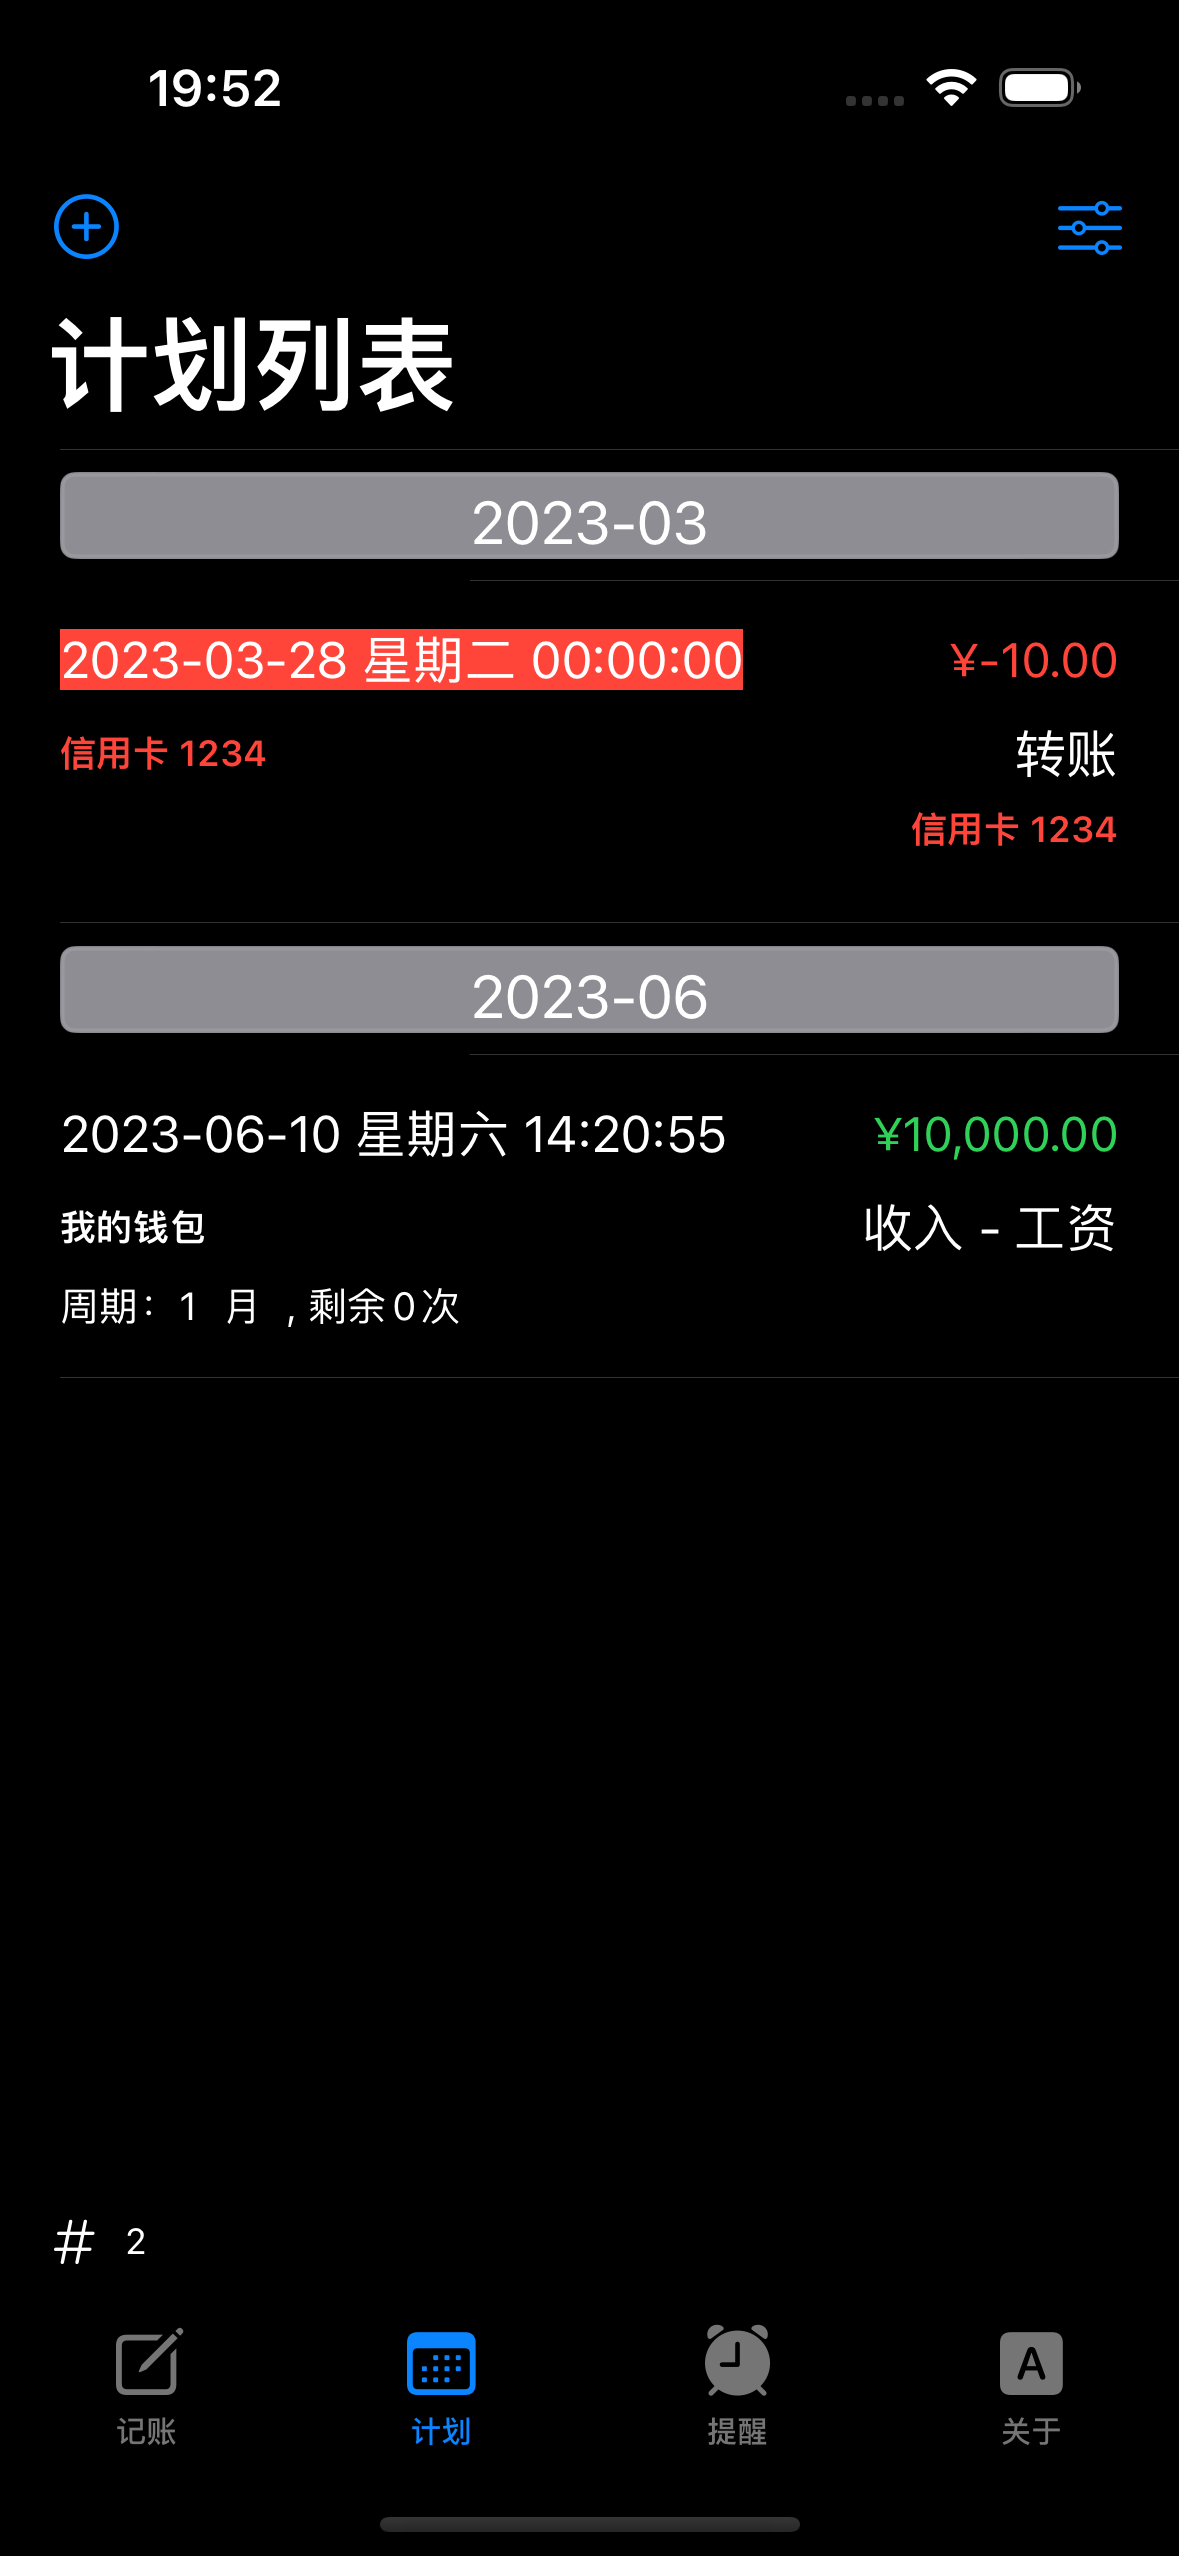 19:52
计划列表
2023-03
2023-03-28 星期二 00:00:00 ¥-10.00
信用卡 1234 转账
信用卡 1234
2023-06
2023-06-10 星期六 14:20:55 ¥10,000.00
我的钱包 收入 - 工资
周期: 1 月 , 剩余0次
# 2
记账 计划 提醒 A 关于